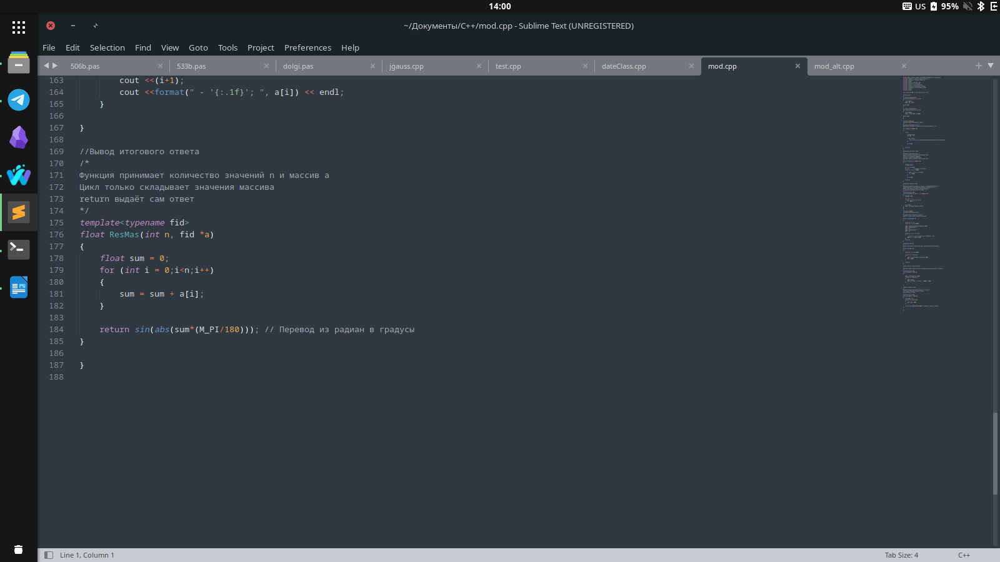 14:00
US 95%
~/Документы/C++/mod.cpp - Sublime Text (UNREGISTERED)
File Edit Selection Find View Goto Tools Project Preferences Help
506b.pas 533b.pas dolgi.pas jgauss.cpp test.cpp dateClass.cpp mod.cpp mod_alt.cpp
163 cout <<(i+1);
164 cout <<format(" - '{:.1f}'; ", a[i]) << endl;
165 }
166
167 }
168
169 //Вывод итогового ответа
170 /*
171 Функция принимает количество значений n и массив a
172 Цикл только складывает значения массива
173 return выдаёт сам ответ
174 */
175 template<typename fid>
176 float ResMas(int n, fid *a)
177 {
178 float sum = 0;
179 for (int i = 0;i<n;i++)
180 {
181 sum = sum + a[i];
182 }
183
184 return sin(abs(sum*(M_PI/180))); // Перевод из радиан в градусы
185 }
186
187 }
188
Line 1, Column 1
Tab Size: 4 C++